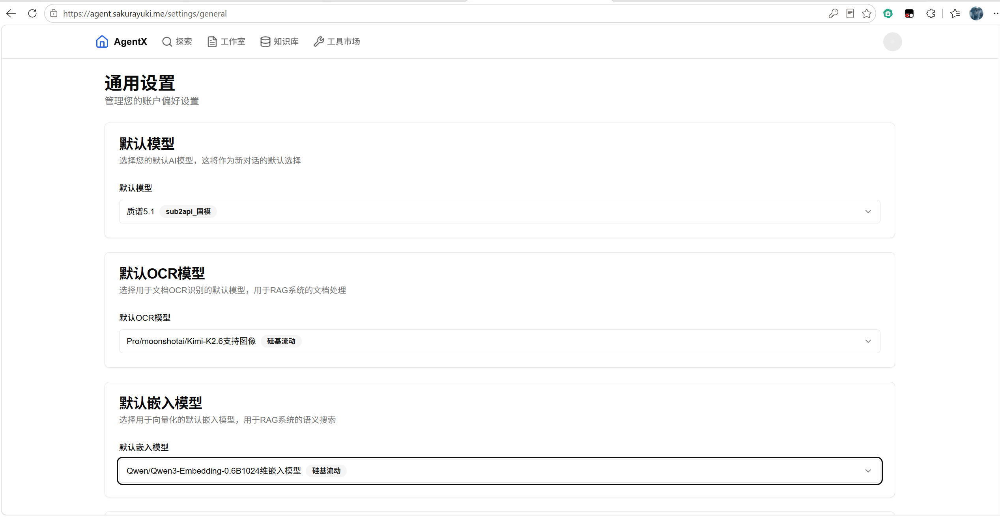 https://agent.sakurayuki.me/settings/general
AgentX 探索 工作室 知识库 工具市场
通用设置
管理您的账户偏好设置
默认模型
选择您的默认AI模型，这将作为新对话的默认选择
默认模型
质谱5.1 sub2api_国模
默认OCR模型
选择用于文档OCR识别的默认模型，用于RAG系统的文档处理
默认OCR模型
Pro/moonshotai/Kimi-K2.6支持图像 硅基流动
默认嵌入模型
选择用于向量化的默认嵌入模型，用于RAG系统的语义搜索
默认嵌入模型
Qwen/Qwen3-Embedding-0.6B1024维嵌入模型 硅基流动